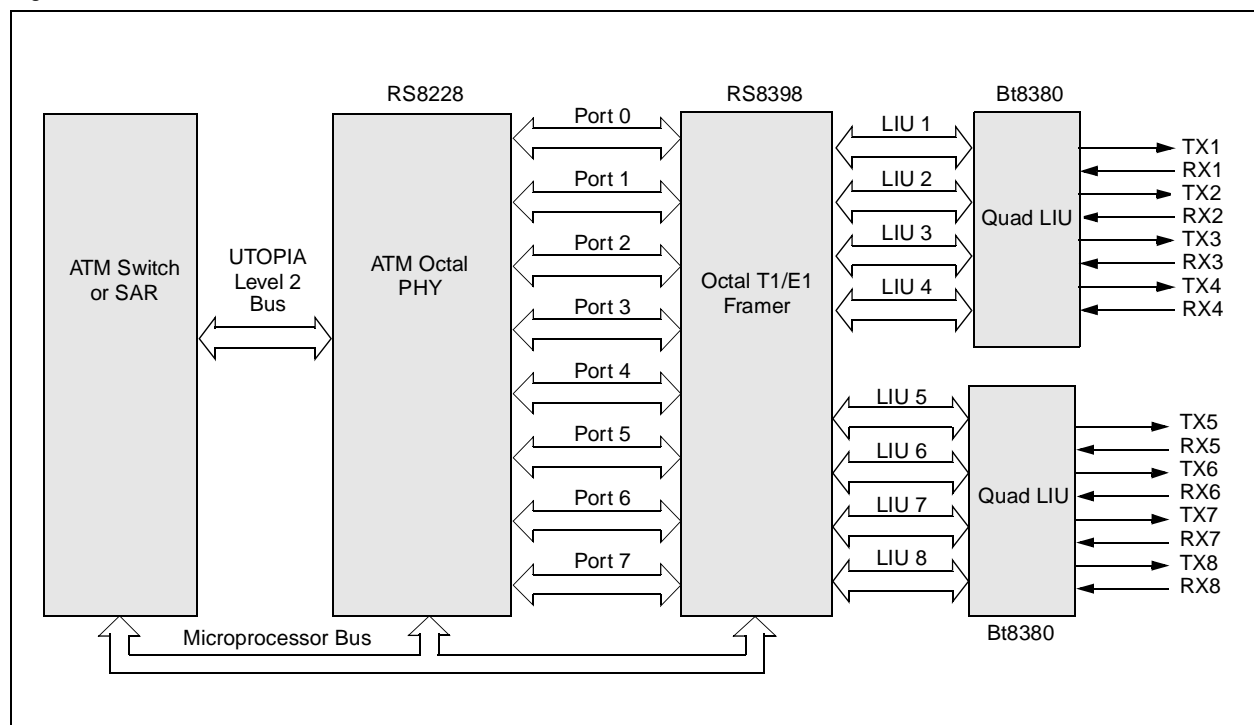 RS8228
RS8398
Bt8380
ATM Switch
or SAR
UTOPIA
Level 2
Bus
ATM Octal
PHY
Port 0
Port 1
Port 2
Port 3
Port 4
Port 5
Port 6
Port 7
Octal T1/E1
Framer
LIU 1
LIU 2
LIU 3
LIU 4
LIU 5
LIU 6
LIU 7
LIU 8
Quad LIU
TX1
RX1
TX2
RX2
TX3
RX3
TX4
RX4
Quad LIU
TX5
RX5
TX6
RX6
TX7
RX7
TX8
RX8
Bt8380
Microprocessor Bus